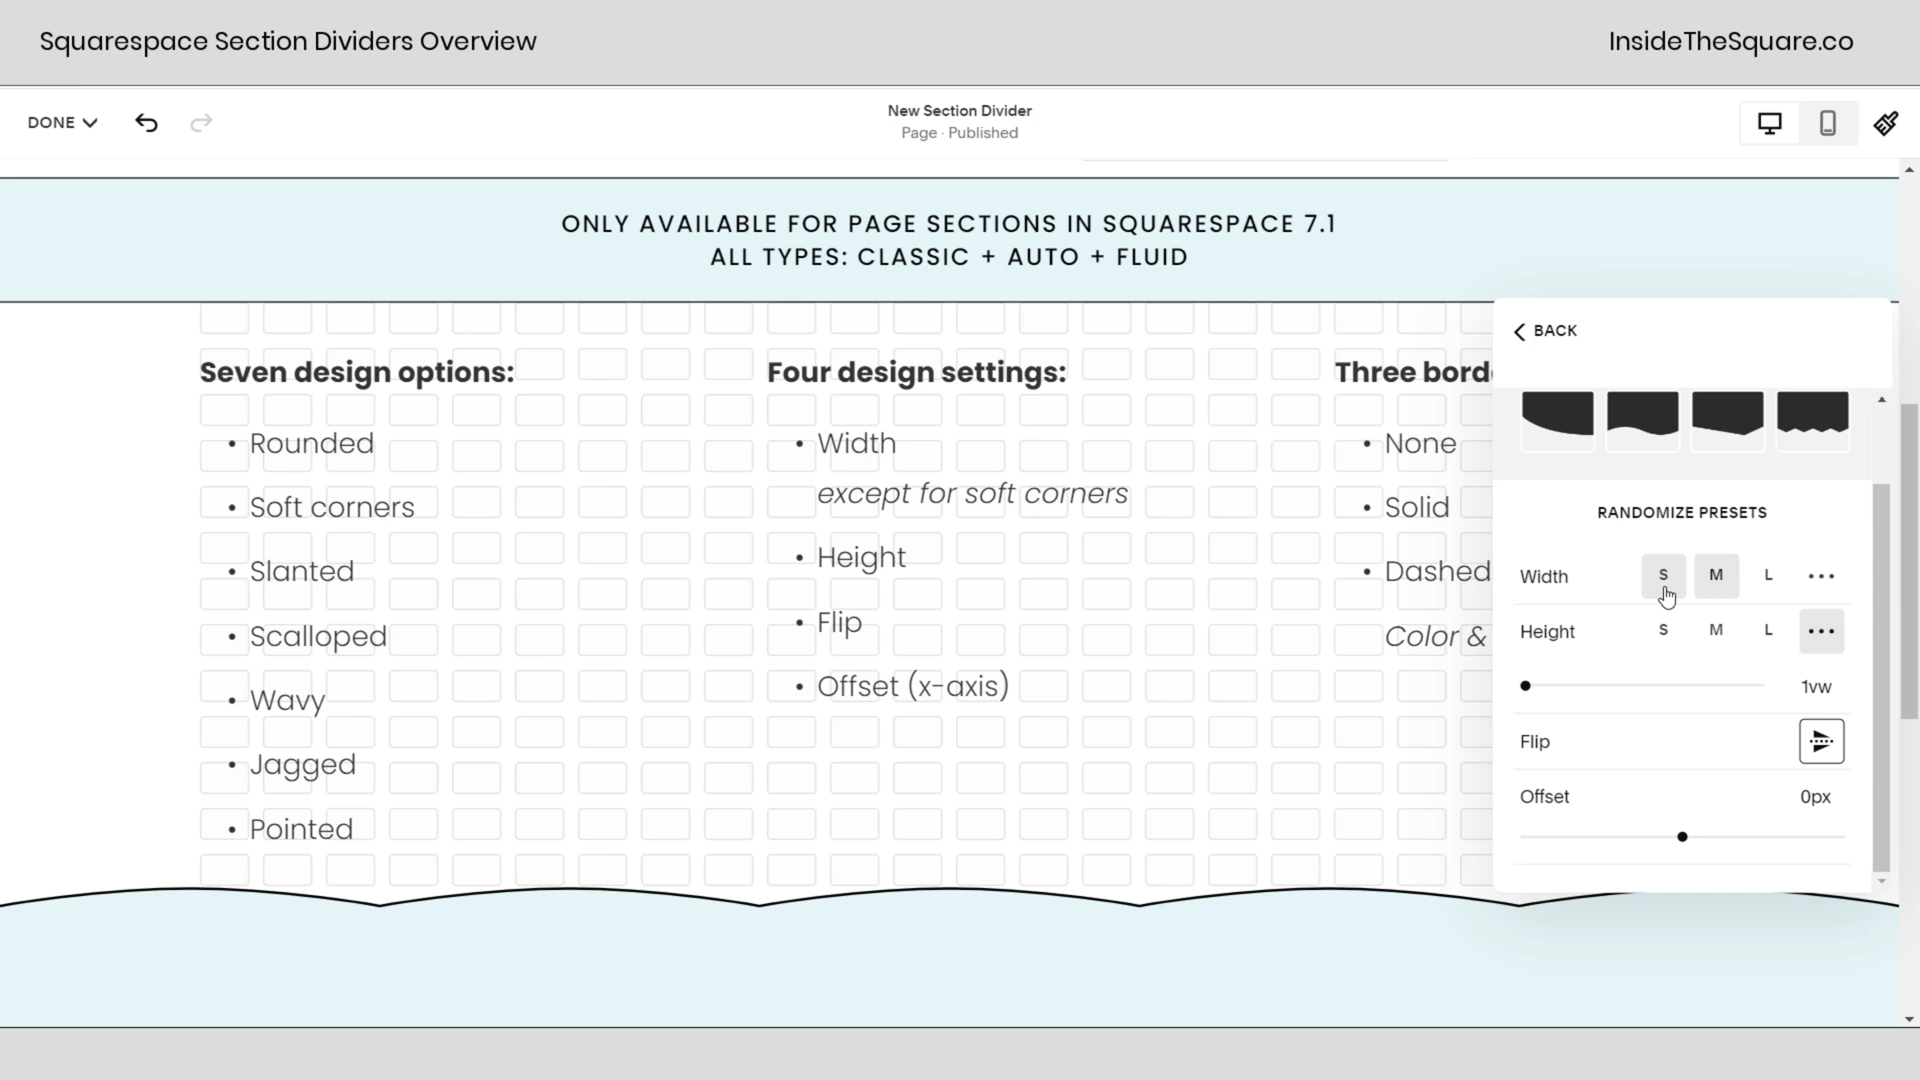 Squarespace Section Dividers Overview
InsideTheSquare.co
DONE
New Section Divider
Page · Published
ONLY AVAILABLE FOR PAGE SECTIONS IN SQUARESPACE 7.1
ALL TYPES: CLASSIC + AUTO + FLUID
Seven design options:
• Rounded
• Soft corners
• Slanted
• Scalloped
• Wavy
• Jagged
• Pointed
Four design settings:
• Width
except for soft corners
• Height
• Flip
• Offset (x-axis)
Three bord
• None
• Solid
• Dashed
Color &
BACK
RANDOMIZE PRESETS
Width S M L ...
Height S M L ...
1vw
Flip
Offset 0px